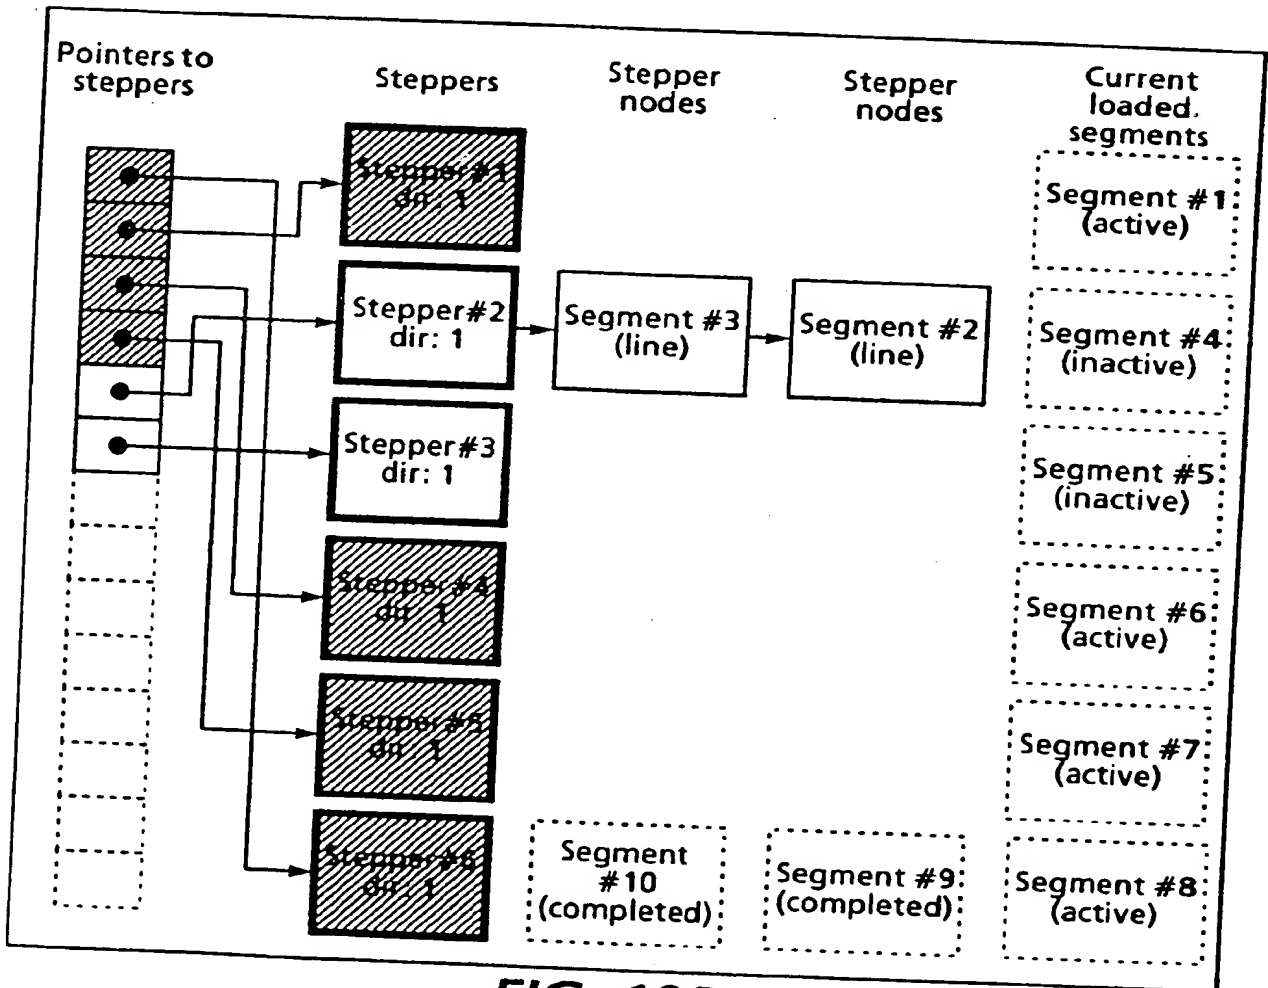 Pointers to
steppers
Steppers
Stepper
nodes
Stepper
nodes
Current
loaded
segments
Stepper#1
dir: 1
Segment #1
(active)
Stepper#2
dir: 1
Segment #3
(line)
Segment #2
(line)
Segment #4
(inactive)
Stepper#3
dir: 1
Segment #5
(inactive)
Stepper#4
dir: 1
Segment #6
(active)
Stepper#5
dir: 1
Segment #7
(active)
Stepper#6
dir: 1
Segment
#10
(completed)
Segment #9
(completed)
Segment #8
(active)
FIG.